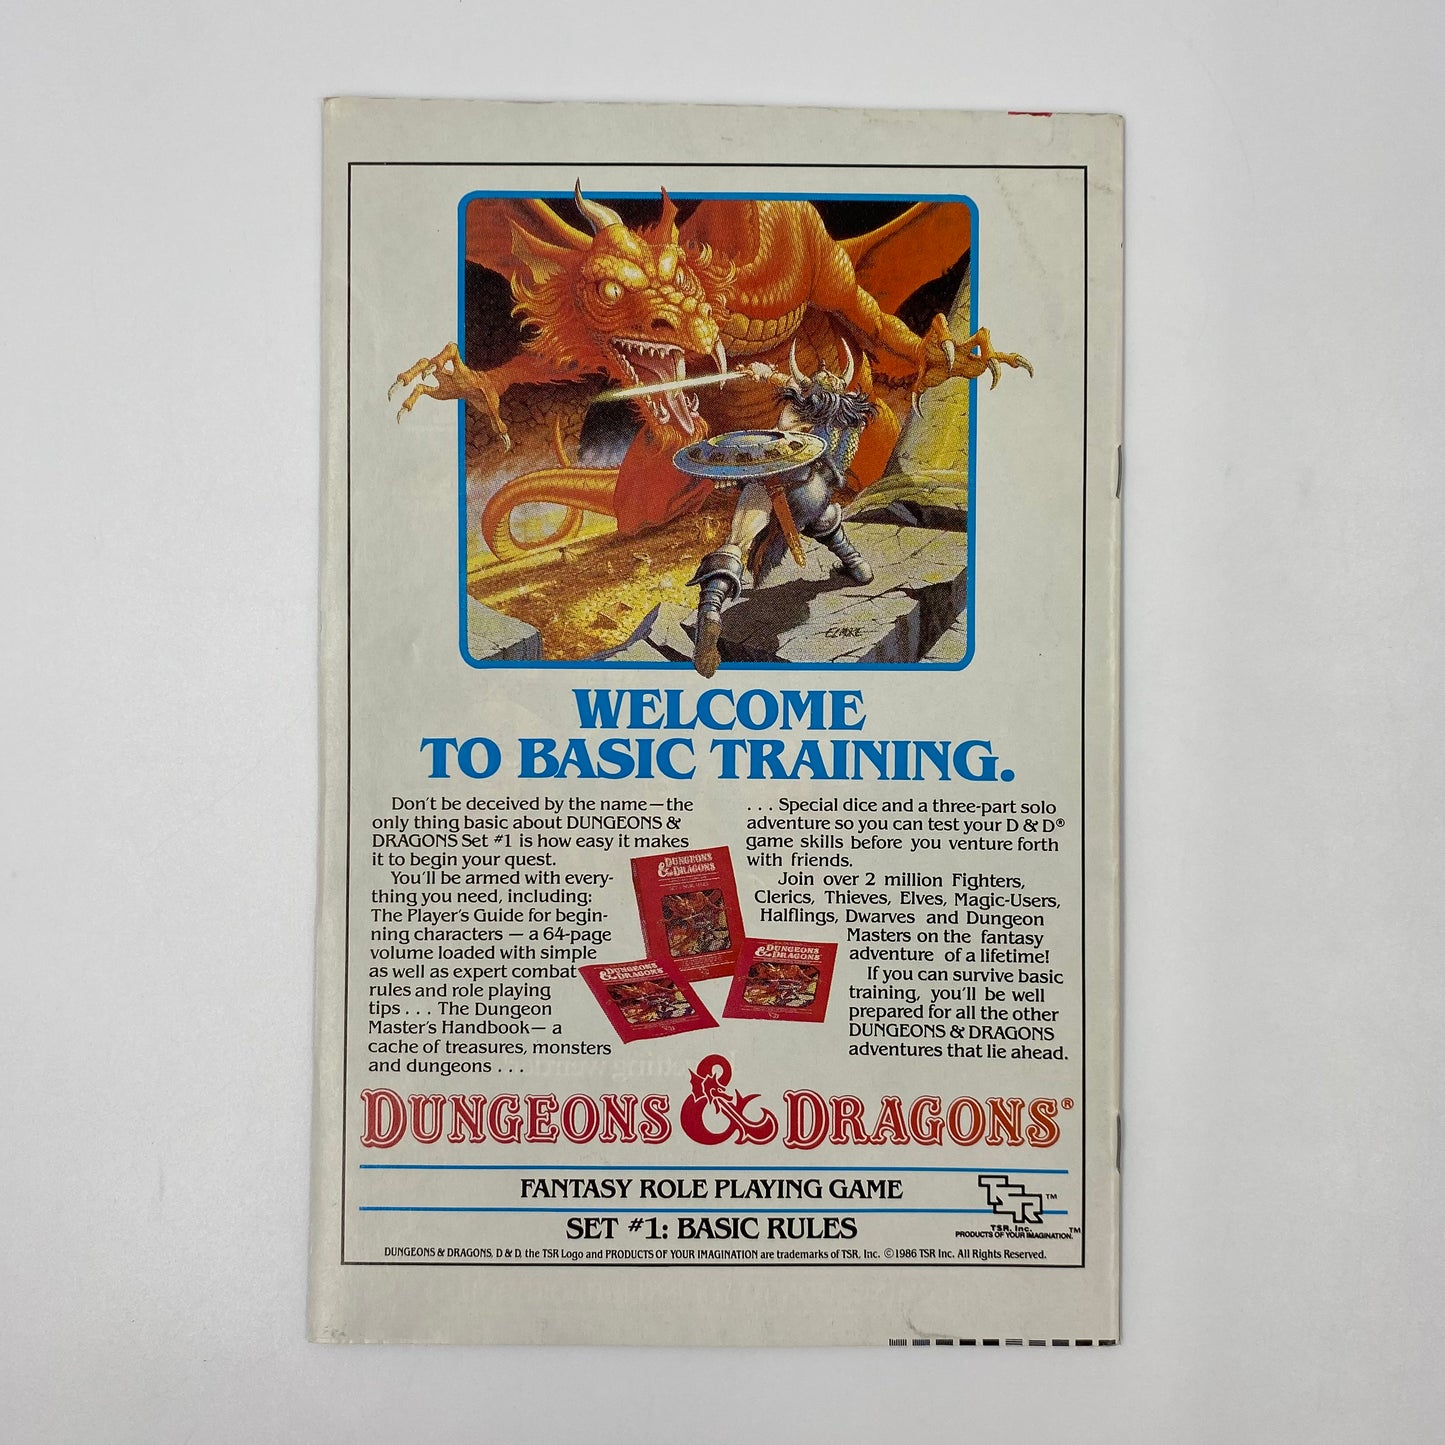 ELMORE
WELCOME
TO BASIC TRAINING.
Don't be deceived by the name—the
only thing basic about DUNGEONS &
DRAGONS Set #1 is how easy it makes
it to begin your quest.
You'll be armed with every-
thing you need, including:
The Player's Guide for begin-
ning characters — a 64-page
volume loaded with simple
as well as expert combat
rules and role playing
tips . . . The Dungeon
Master's Handbook— a
cache of treasures, monsters
and dungeons . . .
. . . Special dice and a three-part solo
adventure so you can test your D & D®
game skills before you venture forth
with friends.
Join over 2 million Fighters,
Clerics, Thieves, Elves, Magic-Users,
Halflings, Dwarves and Dungeon
Masters on the fantasy
adventure of a lifetime!
If you can survive basic
training, you'll be well
prepared for all the other
DUNGEONS & DRAGONS
adventures that lie ahead.
DUNGEONS
& DRAGONS
DUNGEONS
& DRAGONS
DUNGEONS
& DRAGONS
DUNGEONS & DRAGONS®
FANTASY ROLE PLAYING GAME
SET #1: BASIC RULES
TSR™
TSR, Inc.
PRODUCTS OF YOUR IMAGINATION.™
DUNGEONS & DRAGONS, D & D, the TSR Logo and PRODUCTS OF YOUR IMAGINATION are trademarks of TSR, Inc. ©1986 TSR Inc. All Rights Reserved.